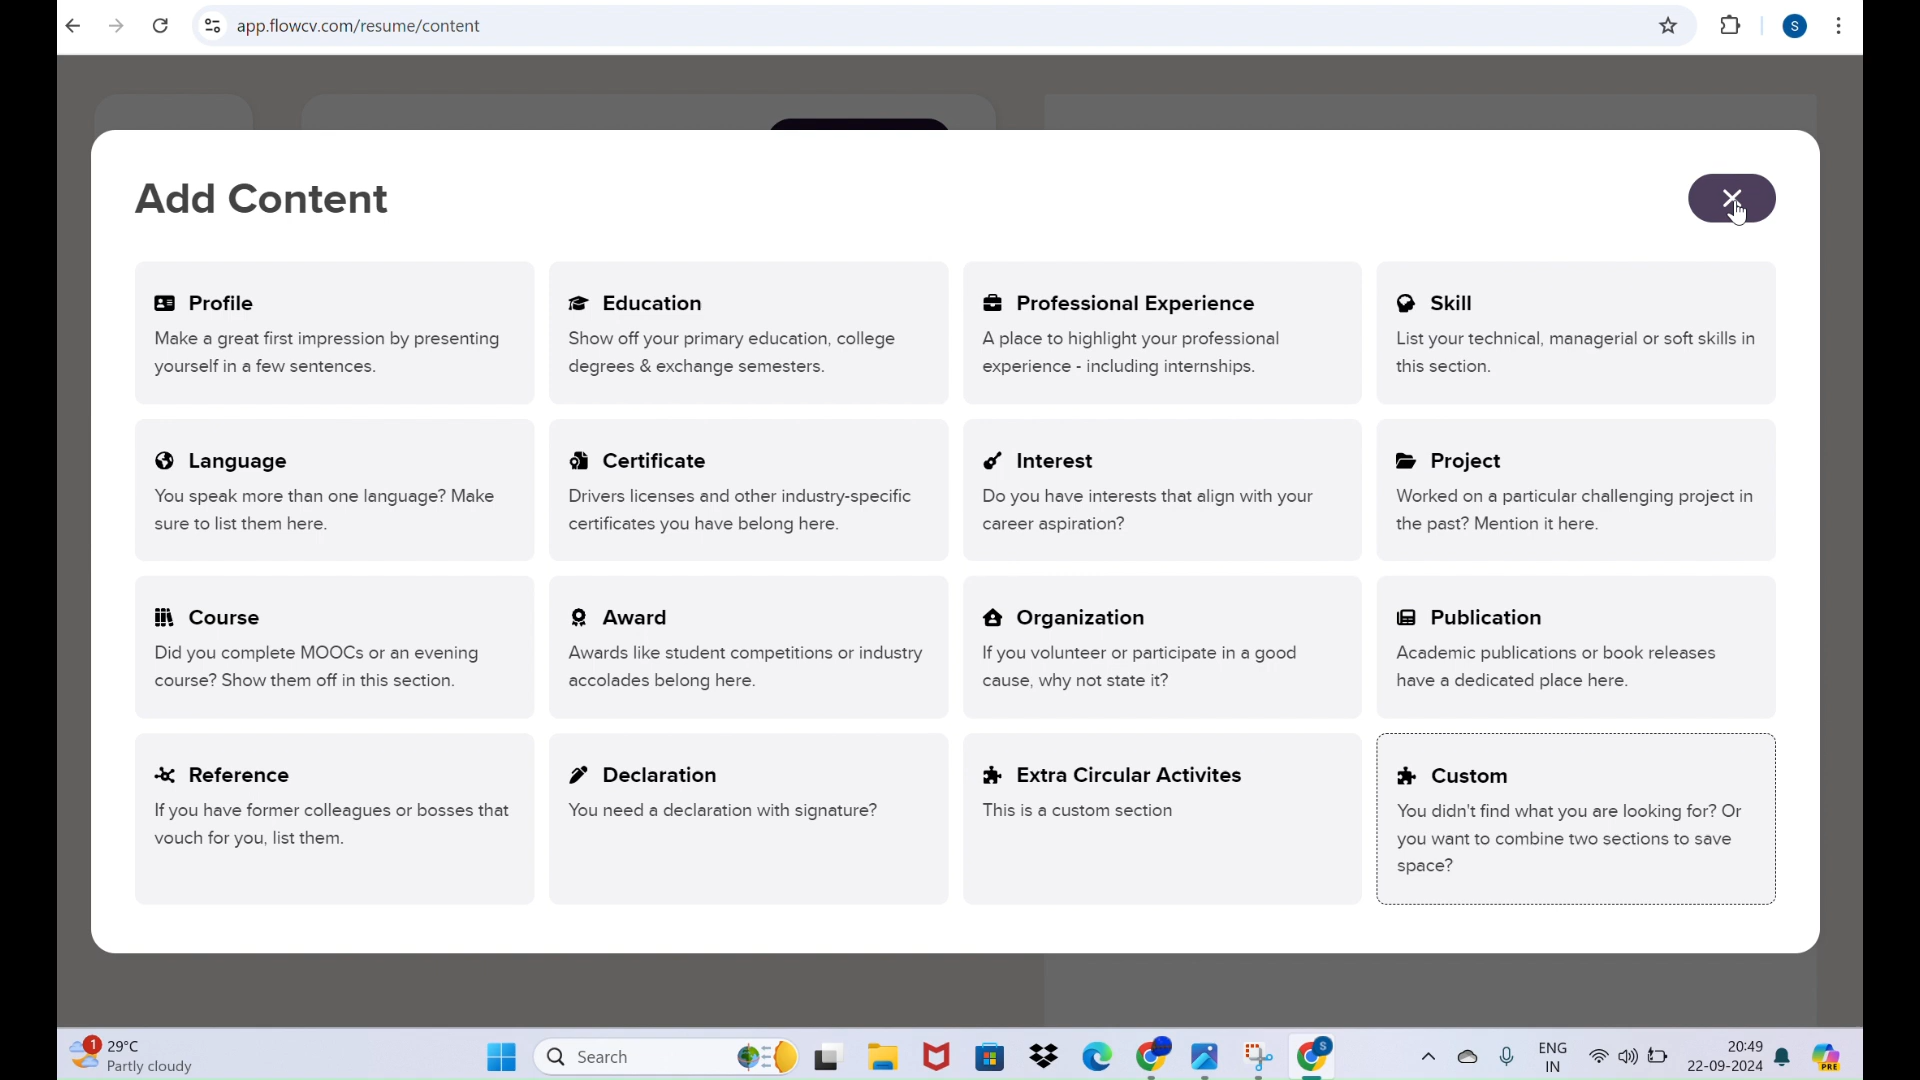 app.flowcv.com/resume/content
S
Add Content
Profile
Make a great first impression by presenting
yourself in a few sentences.
Education
Show off your primary education, college
degrees & exchange semesters.
Professional Experience
A place to highlight your professional
experience - including internships.
Skill
List your technical, managerial or soft skills in
this section.
Language
You speak more than one language? Make
sure to list them here.
Certificate
Drivers licenses and other industry-specific
certificates you have belong here.
Interest
Do you have interests that align with your
career aspiration?
Project
Worked on a particular challenging project in
the past? Mention it here.
Course
Did you complete MOOCs or an evening
course? Show them off in this section.
Award
Awards like student competitions or industry
accolades belong here.
Organization
If you volunteer or participate in a good
cause, why not state it?
Publication
Academic publications or book releases
have a dedicated place here.
Reference
If you have former colleagues or bosses that
vouch for you, list them.
Declaration
You need a declaration with signature?
Extra Circular Activites
This is a custom section
Custom
You didn't find what you are looking for? Or
you want to combine two sections to save
space?
1
29°C
Partly cloudy
Search
S
ENG
IN
20:49
22-09-2024
PRE